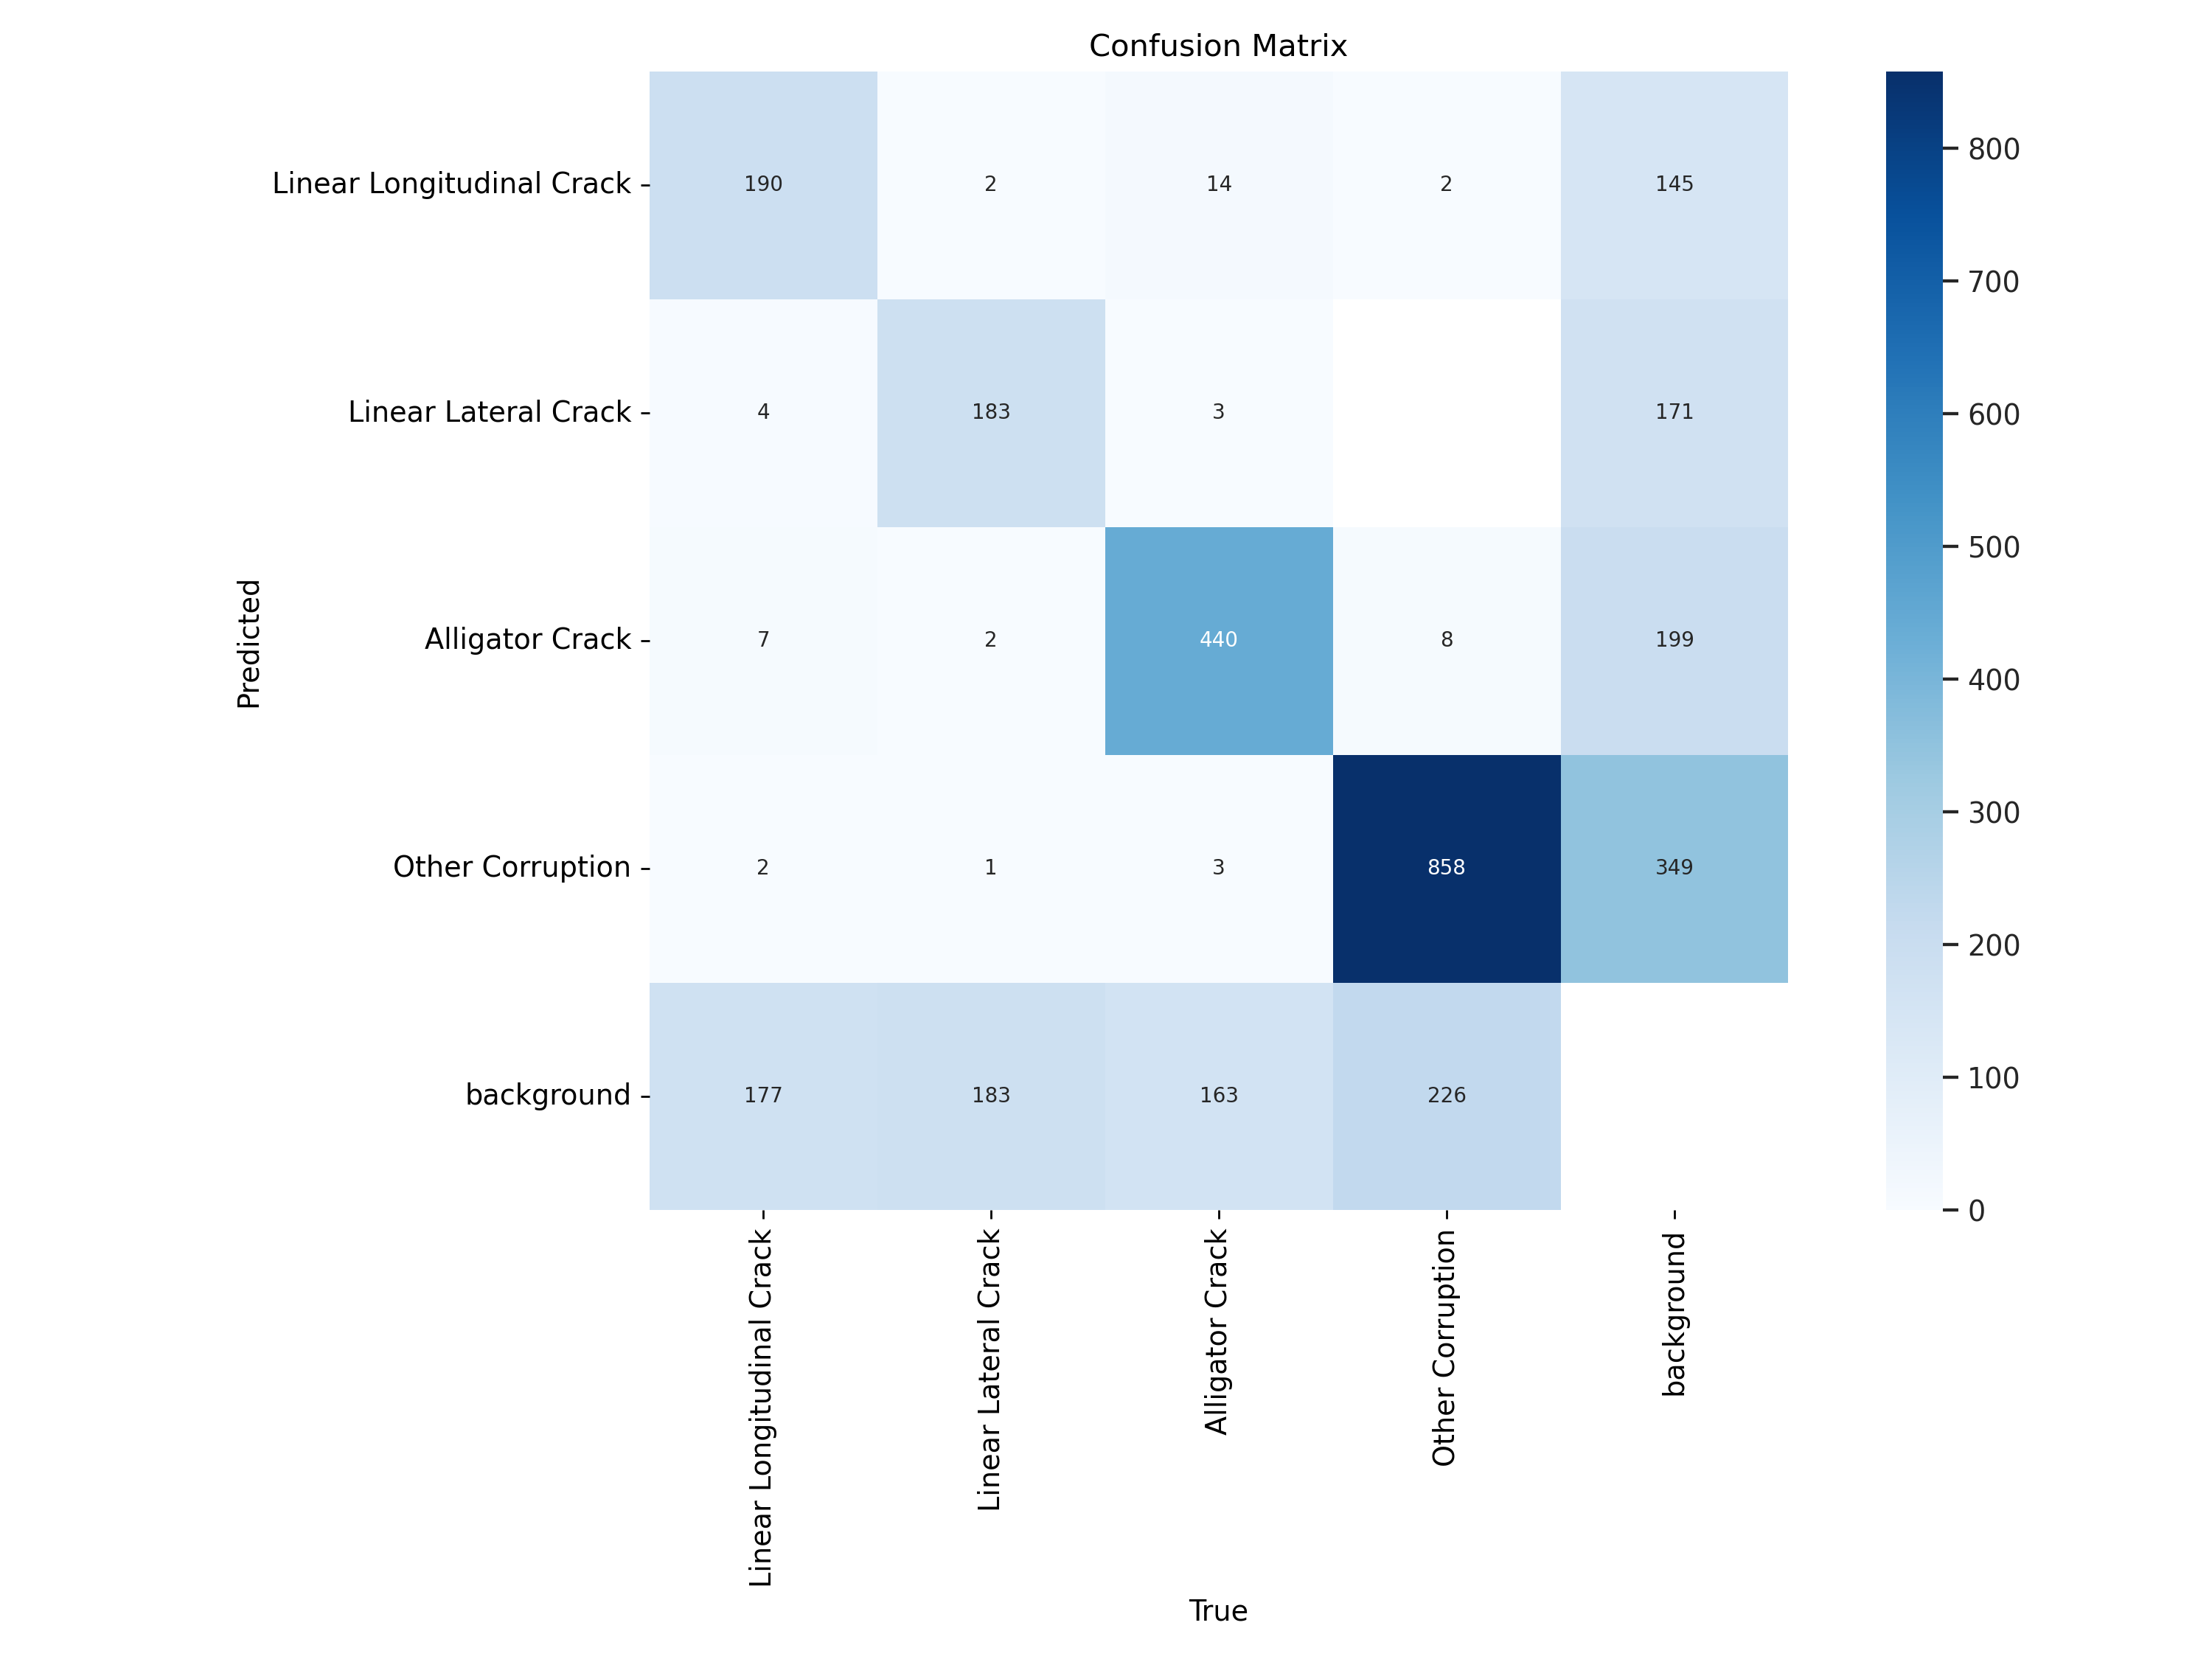 Confusion Matrix
Linear Longitudinal Crack 190 2 14 2 145
Linear Lateral Crack 4 183 3 171
Alligator Crack 7 2 440 8 199
Other Corruption 2 1 3 858 349
background 177 183 163 226
Predicted
Linear Longitudinal Crack
Linear Lateral Crack
Alligator Crack
Other Corruption
background
True
800
700
600
500
400
300
200
100
0